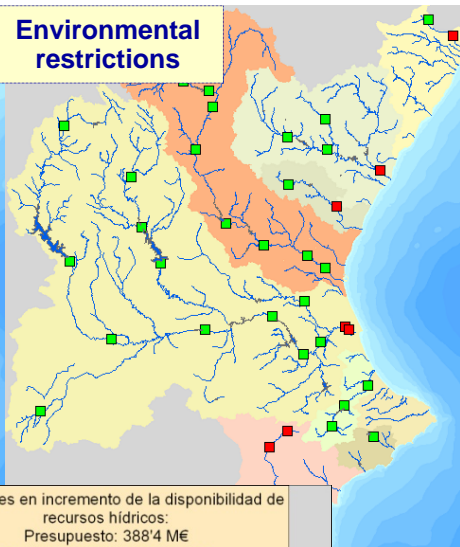 Environmental
restrictions
es en incremento de la disponibilidad de
recursos hídricos:
Presupuesto: 388'4 M€